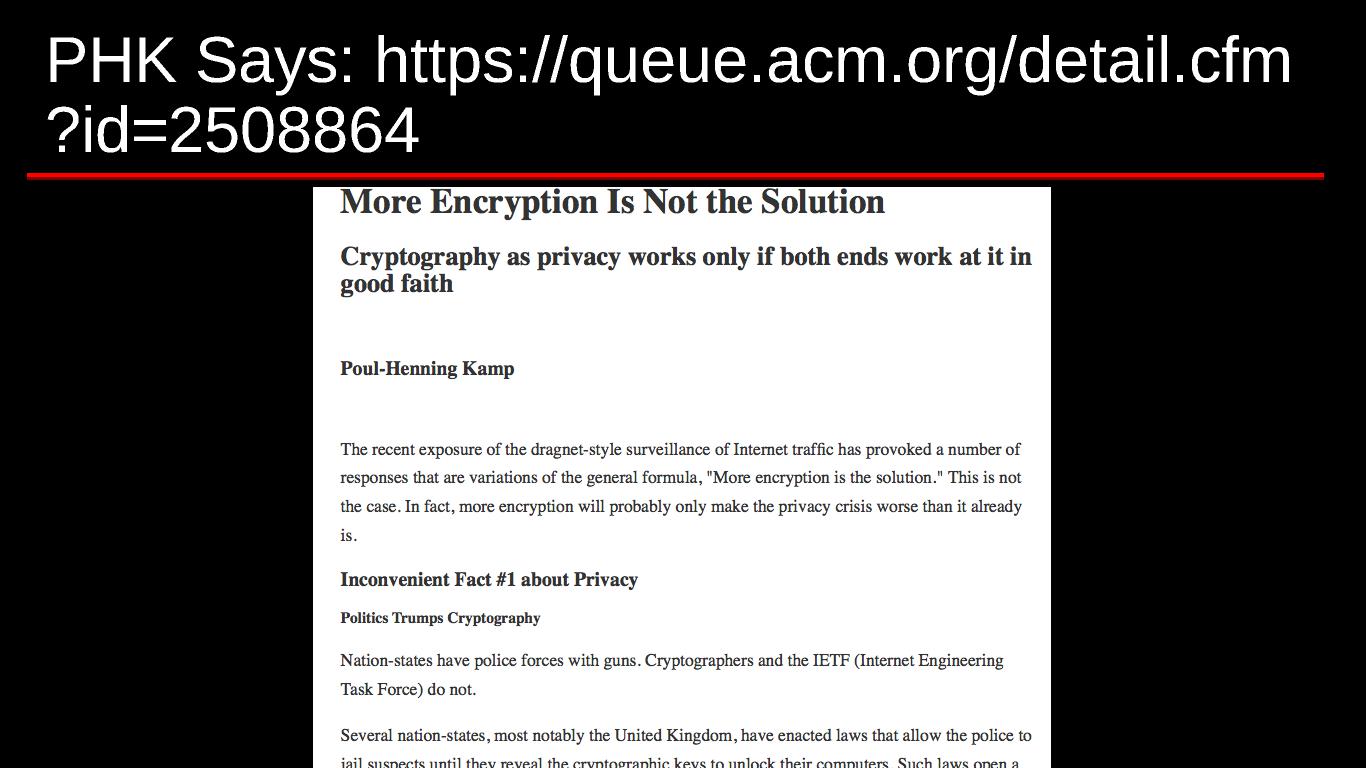 PHK Says: https://queue.acm.org/detail.cfm
?id=2508864
More Encryption Is Not the Solution
Cryptography as privacy works only if both ends work at it in
good faith
Poul-Henning Kamp
The recent exposure of the dragnet-style surveillance of Internet traffic has provoked a number of
responses that are variations of the general formula, "More encryption is the solution." This is not
the case. In fact, more encryption will probably only make the privacy crisis worse than it already
is.
Inconvenient Fact #1 about Privacy
Politics Trumps Cryptography
Nation-states have police forces with guns. Cryptographers and the IETF (Internet Engineering
Task Force) do not.
Several nation-states, most notably the United Kingdom, have enacted laws that allow the police to
jail suspects until they reveal the cryptographic keys to unlock their computers. Such laws open a